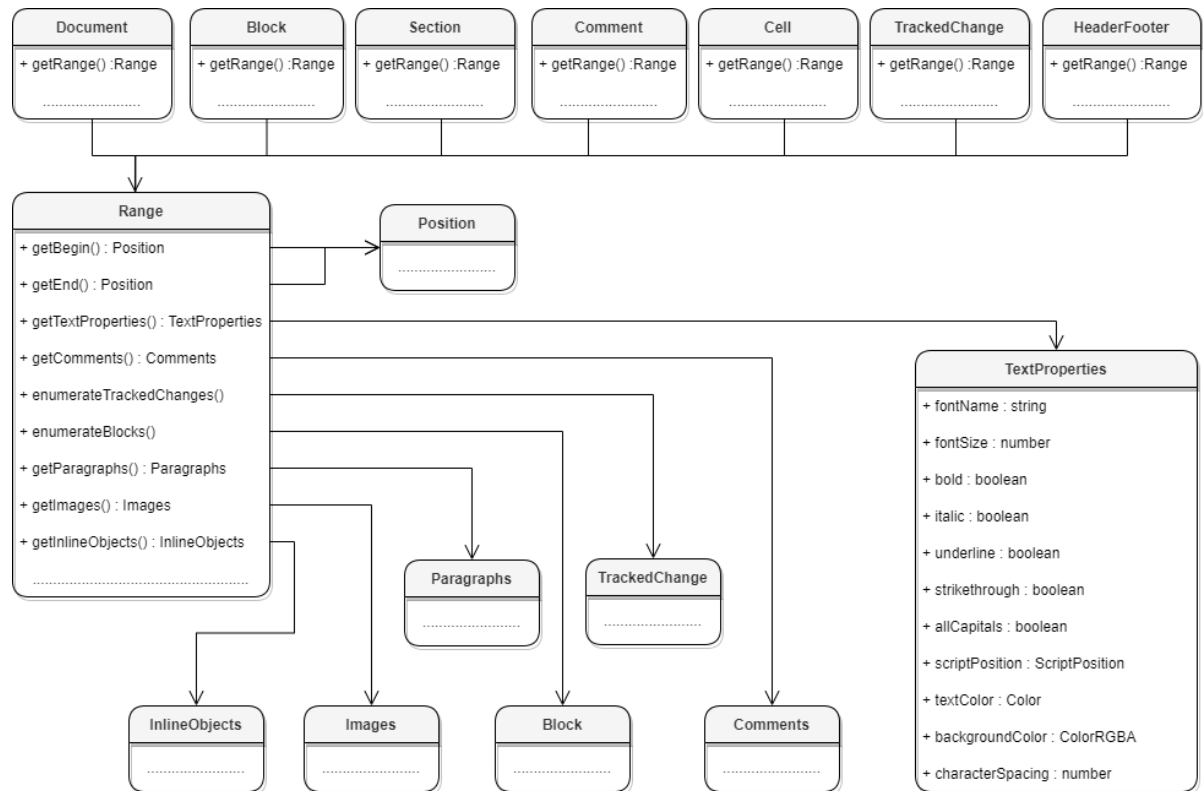 Document
+ getRange() :Range
........................
Block
+ getRange() :Range
........................
Section
+ getRange() :Range
........................
Comment
+ getRange() :Range
........................
Cell
+ getRange() :Range
........................
TrackedChange
+ getRange() :Range
........................
HeaderFooter
+ getRange() :Range
........................
Range
+ getBegin() : Position
+ getEnd() : Position
+ getTextProperties() : TextProperties
+ getComments() : Comments
+ enumerateTrackedChanges()
+ enumerateBlocks()
+ getParagraphs() : Paragraphs
+ getImages() : Images
+ getInlineObjects() : InlineObjects
.....................................................
Position
........................
TextProperties
+ fontName : string
+ fontSize : number
+ bold : boolean
+ italic : boolean
+ underline : boolean
+ strikethrough : boolean
+ allCapitals : boolean
+ scriptPosition : ScriptPosition
+ textColor : Color
+ backgroundColor : ColorRGBA
+ characterSpacing : number
Paragraphs
........................
TrackedChange
........................
InlineObjects
........................
Images
........................
Block
........................
Comments
........................